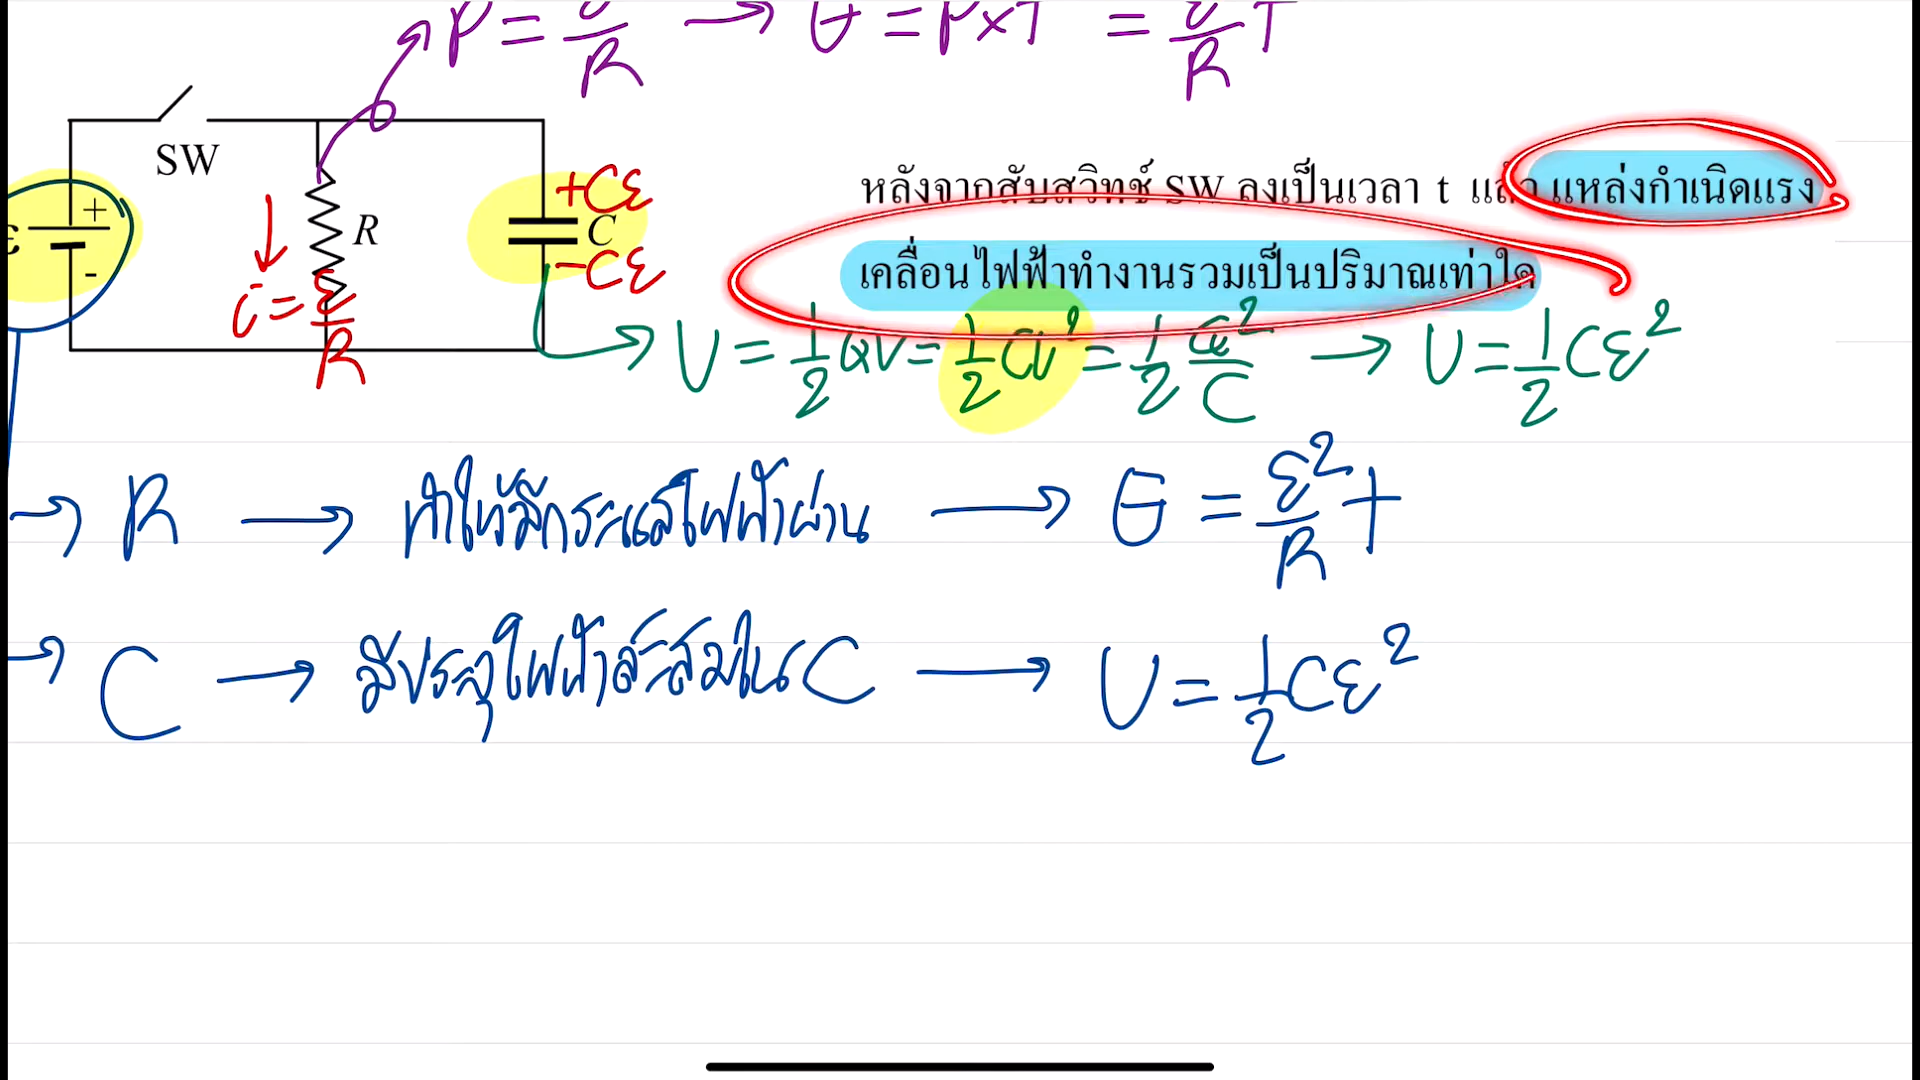 P = ε/R → E = P×T = ε/R T
SW
หลังจากสับสวิทช์ SW ลงเป็นเวลา t แล้ว แหล่งกำเนิดแรง
เคลื่อนไฟฟ้าทำงานรวมเป็นปริมาณเท่าใด
+
ε
-
R
i = ε/R
+Cε
C
-Cε
→ U = 1/2 QV = 1/2 CV² = 1/2 Q²/C → U = 1/2 Cε²
→ R → ทำให้มีกระแสไฟฟ้าผ่าน → E = ε²/R t
→ C → มีประจุไฟฟ้าสะสมใน C → U = 1/2 Cε²